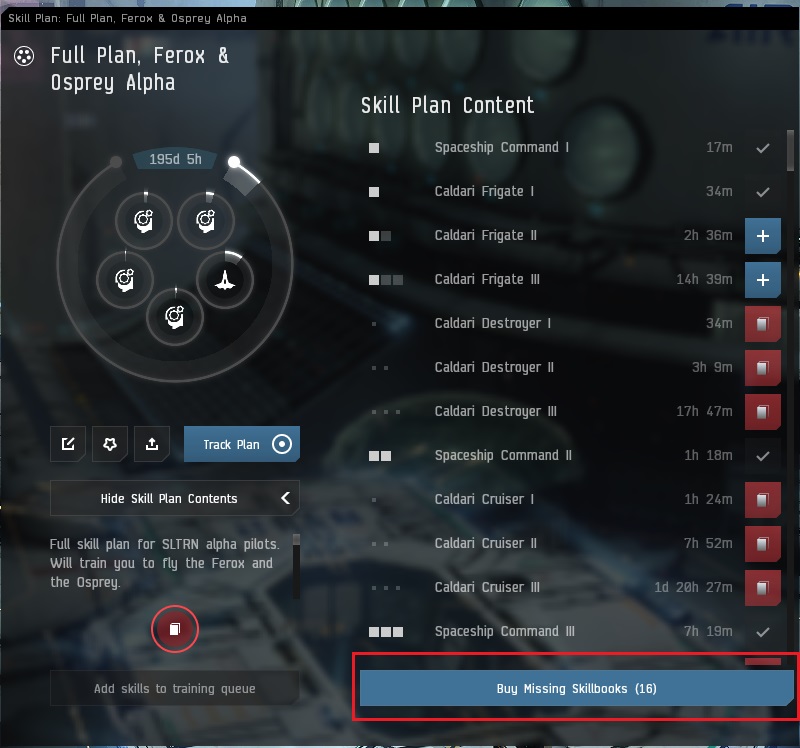 Skill Plan: Full Plan, Ferox & Osprey Alpha
Full Plan, Ferox &
Osprey Alpha
195d 5h
Track Plan
Hide Skill Plan Contents
Full skill plan for SLTRN alpha pilots.
Will train you to fly the Ferox and
the Osprey.
Add skills to training queue
Skill Plan Content
Spaceship Command I 17m
Caldari Frigate I 34m
Caldari Frigate II 2h 36m
Caldari Frigate III 14h 39m
Caldari Destroyer I 34m
Caldari Destroyer II 3h 9m
Caldari Destroyer III 17h 47m
Spaceship Command II 1h 18m
Caldari Cruiser I 1h 24m
Caldari Cruiser II 7h 52m
Caldari Cruiser III 1d 20h 27m
Spaceship Command III 7h 19m
Buy Missing Skillbooks (16)